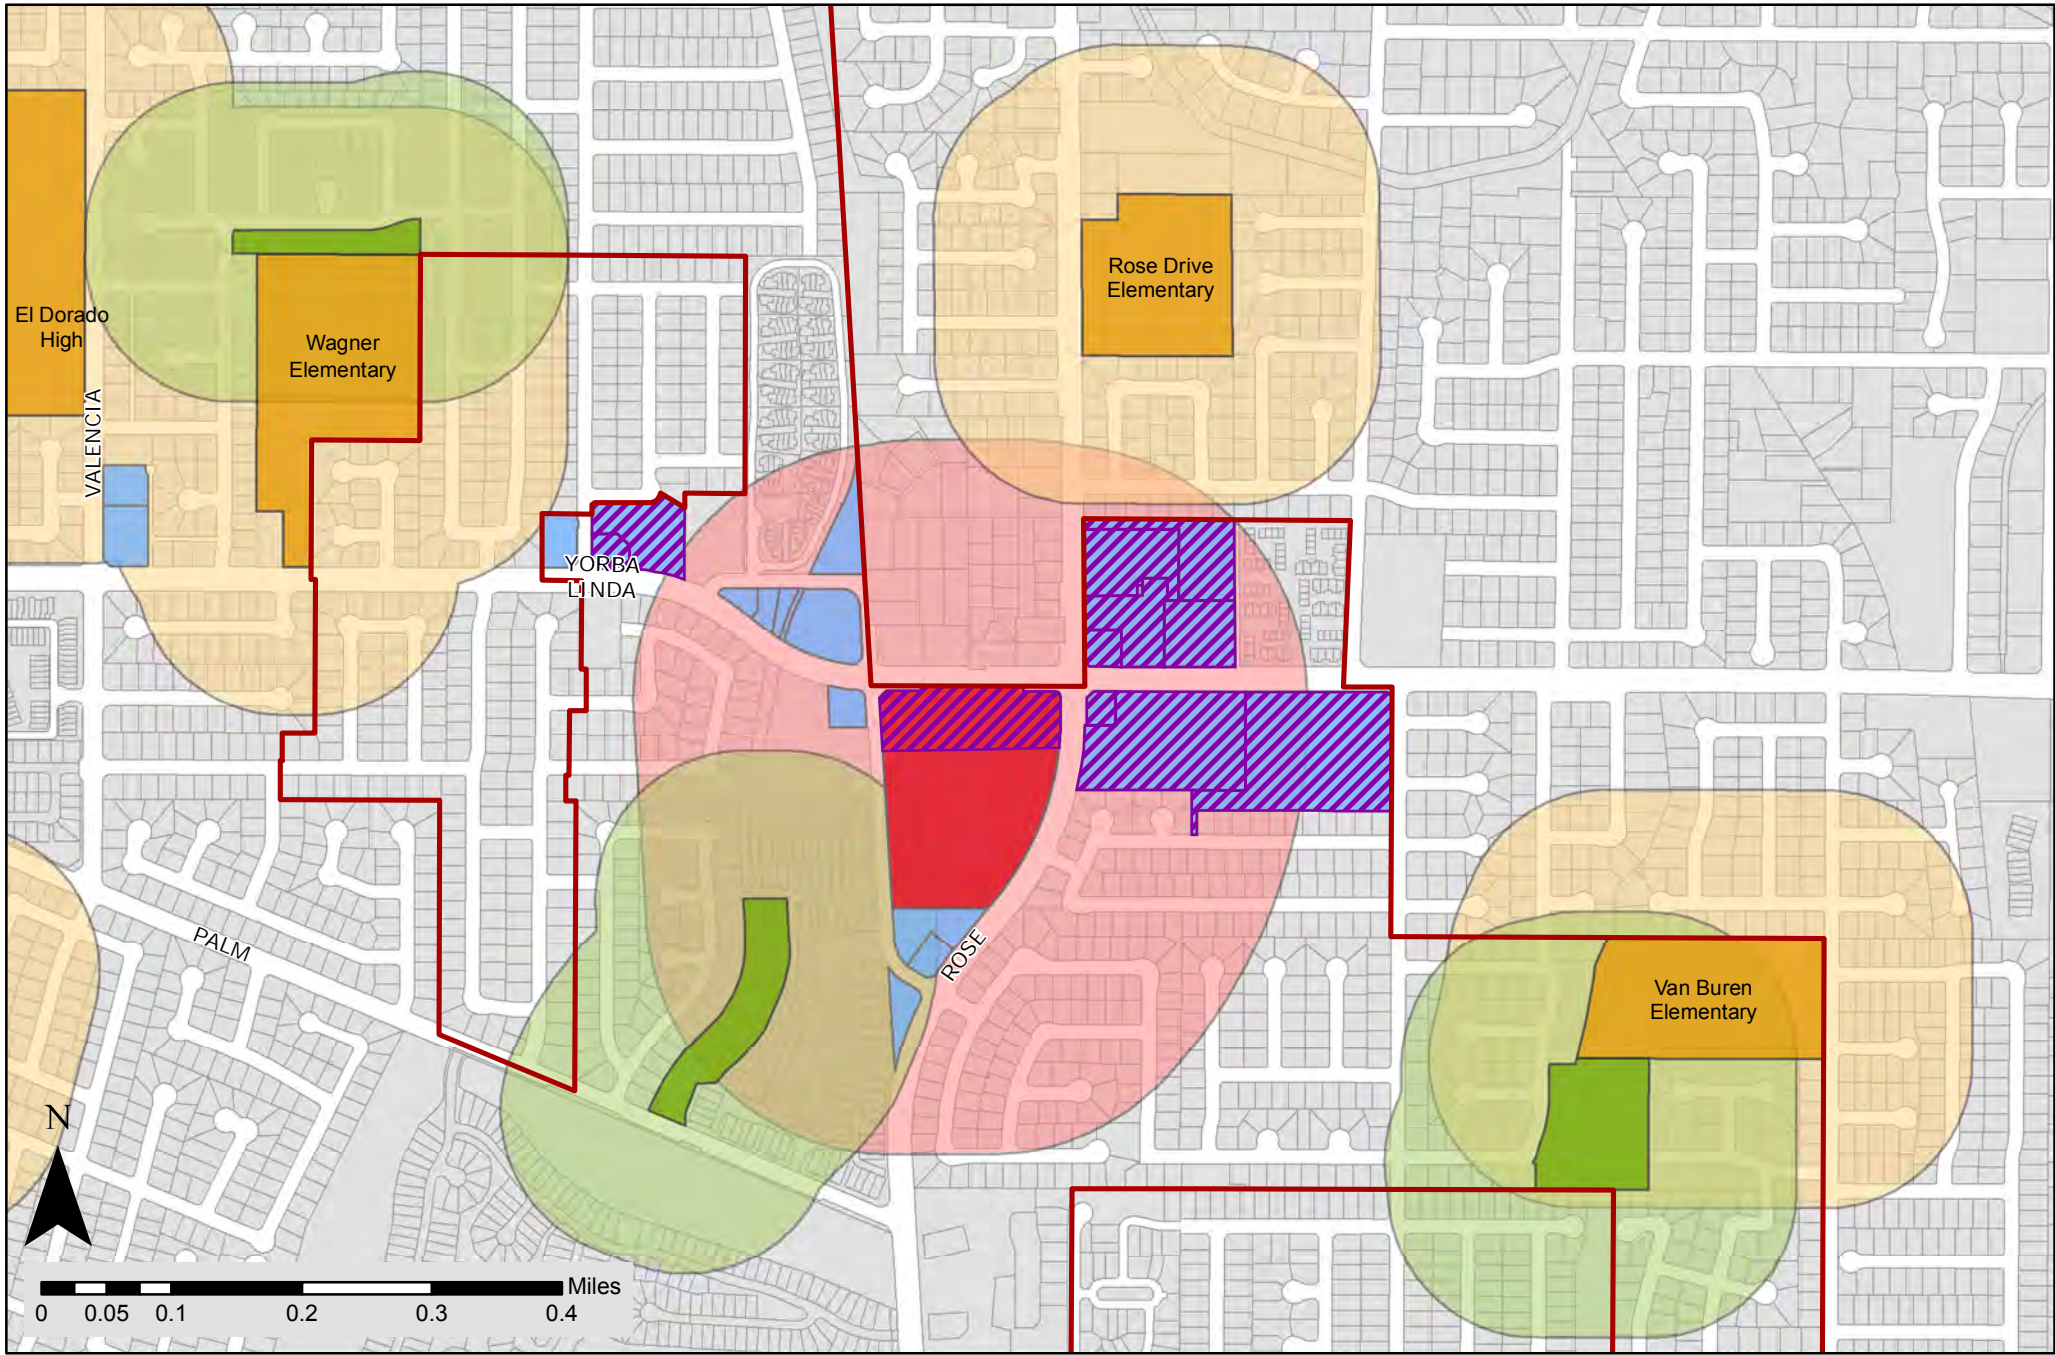 Rose Drive
Elementary
El Dorado
High
Wagner
Elementary
VALENCIA
YORBA
LINDA
PALM
ROSE
Van Buren
Elementary
N
Miles
0 0.05 0.1 0.2 0.3 0.4